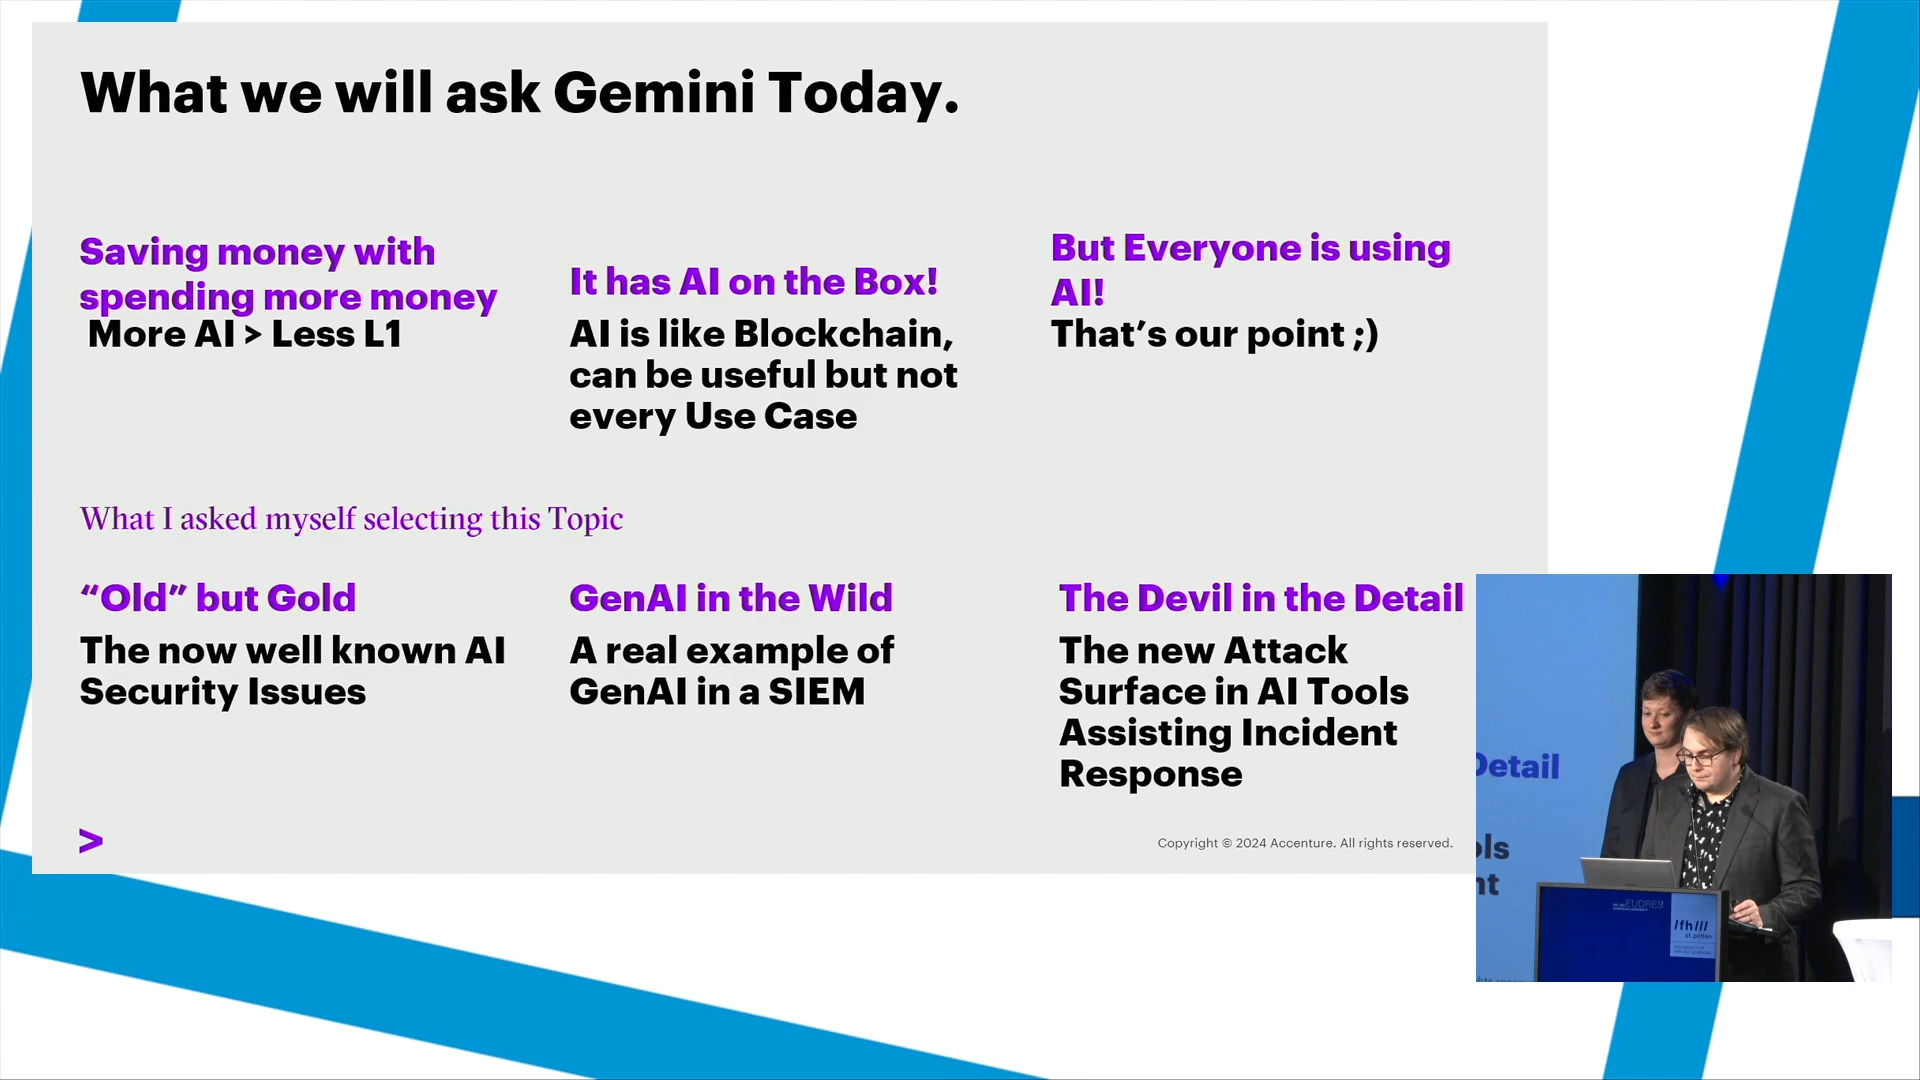 What we will ask Gemini Today.
Saving money with
spending more money
More AI > Less L1
It has AI on the Box!
AI is like Blockchain,
can be useful but not
every Use Case
But Everyone is using
AI!
That’s our point ;)
What I asked myself selecting this Topic
“Old” but Gold
The now well known AI
Security Issues
GenAI in the Wild
A real example of
GenAI in a SIEM
The Devil in the Detail
The new Attack
Surface in AI Tools
Assisting Incident
Response
>
Copyright © 2024 Accenture. All rights reserved.
Detail
ols
nt
EUDRES
/fh///
st.pölten